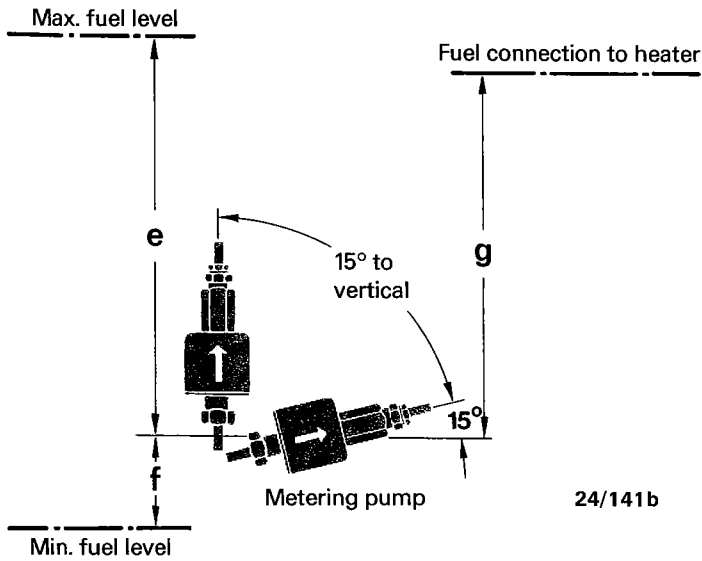 Max. fuel level
Fuel connection to heater
e
g
15° to
vertical
15°
f
Metering pump
24/141b
Min. fuel level